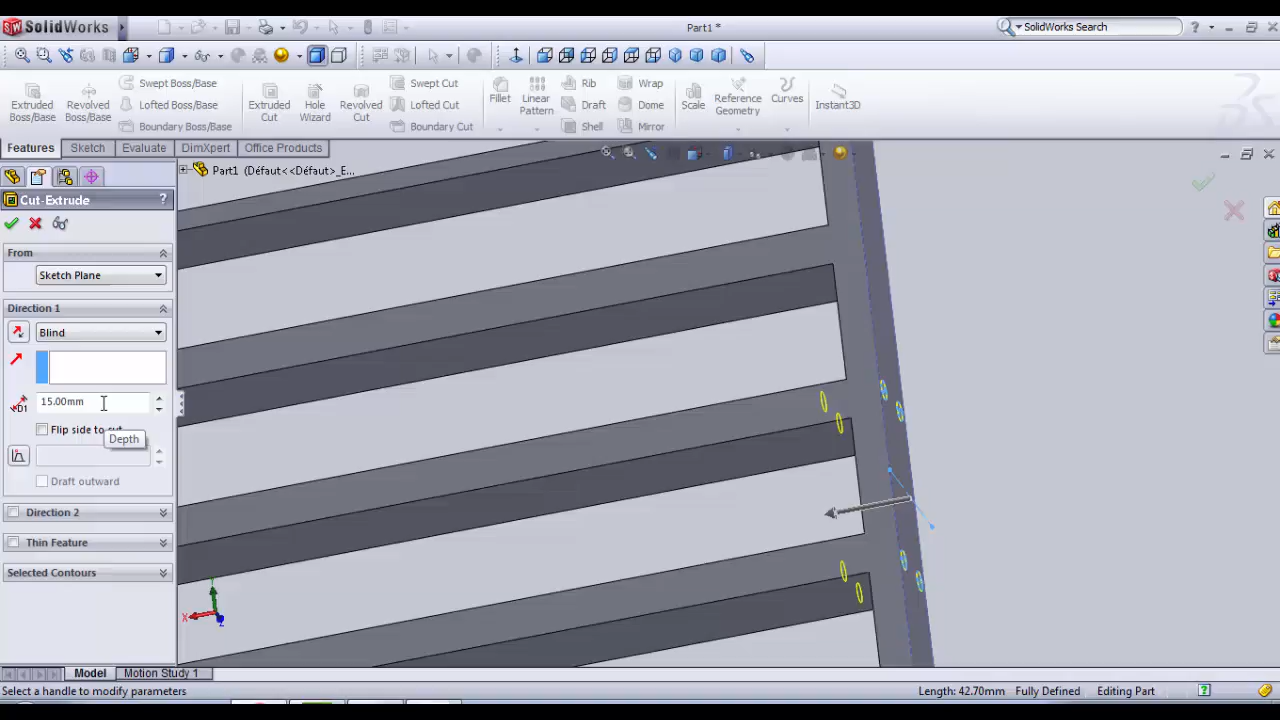 SolidWorks
Part1 *
SolidWorks Search
Extruded Boss/Base
Revolved Boss/Base
Swept Boss/Base
Lofted Boss/Base
Boundary Boss/Base
Extruded Cut
Hole Wizard
Revolved Cut
Swept Cut
Lofted Cut
Boundary Cut
Fillet
Linear Pattern
Rib
Draft
Shell
Wrap
Dome
Mirror
Scale
Reference Geometry
Curves
Instant3D
Features
Sketch
Evaluate
DimXpert
Office Products
Part1 (Défaut<<Défaut>_E...
Cut-Extrude
?
From
Sketch Plane
Direction 1
Blind
D1
15.00mm
Flip side to cut
Depth
Draft outward
Direction 2
Thin Feature
Selected Contours
Y
X
Z
Model
Motion Study 1
Select a handle to modify parameters
Length: 42.70mm
Fully Defined
Editing Part
?